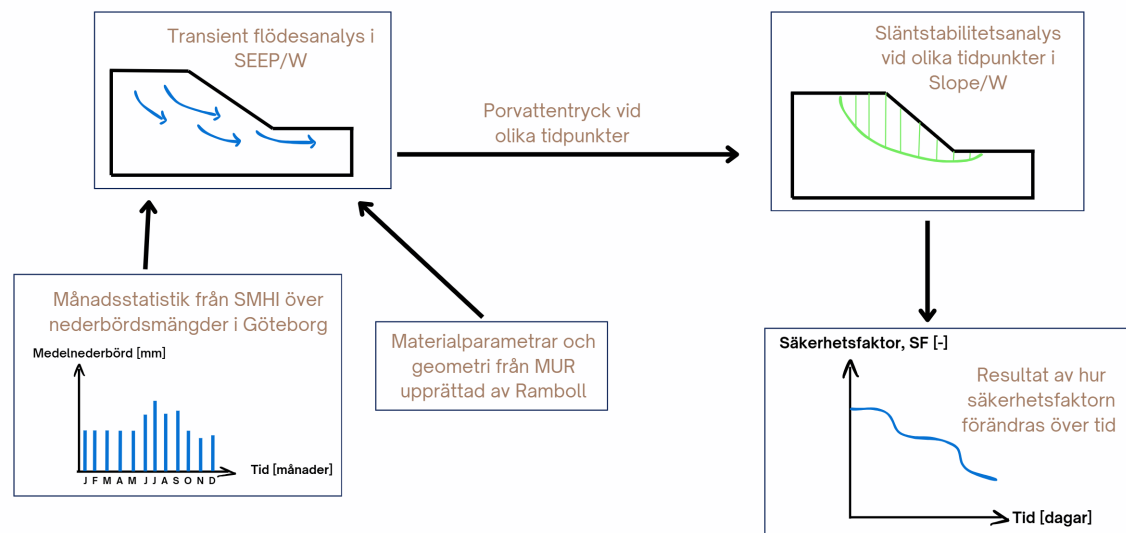 Transient flödesanalys i
SEEP/W
Porvattentryck vid
olika tidpunkter
Släntstabilitetsanalys
vid olika tidpunkter i
Slope/W
Månadsstatistik från SMHI över
nederbördsmängder i Göteborg
Medelnederbörd [mm]
Tid [månader]
J F M A M J J A S O N D
Materialparametrar och
geometri från MUR
upprättad av Ramboll
Säkerhetsfaktor, SF [-]
Resultat av hur
säkerhetsfaktorn
förändras över tid
Tid [dagar]